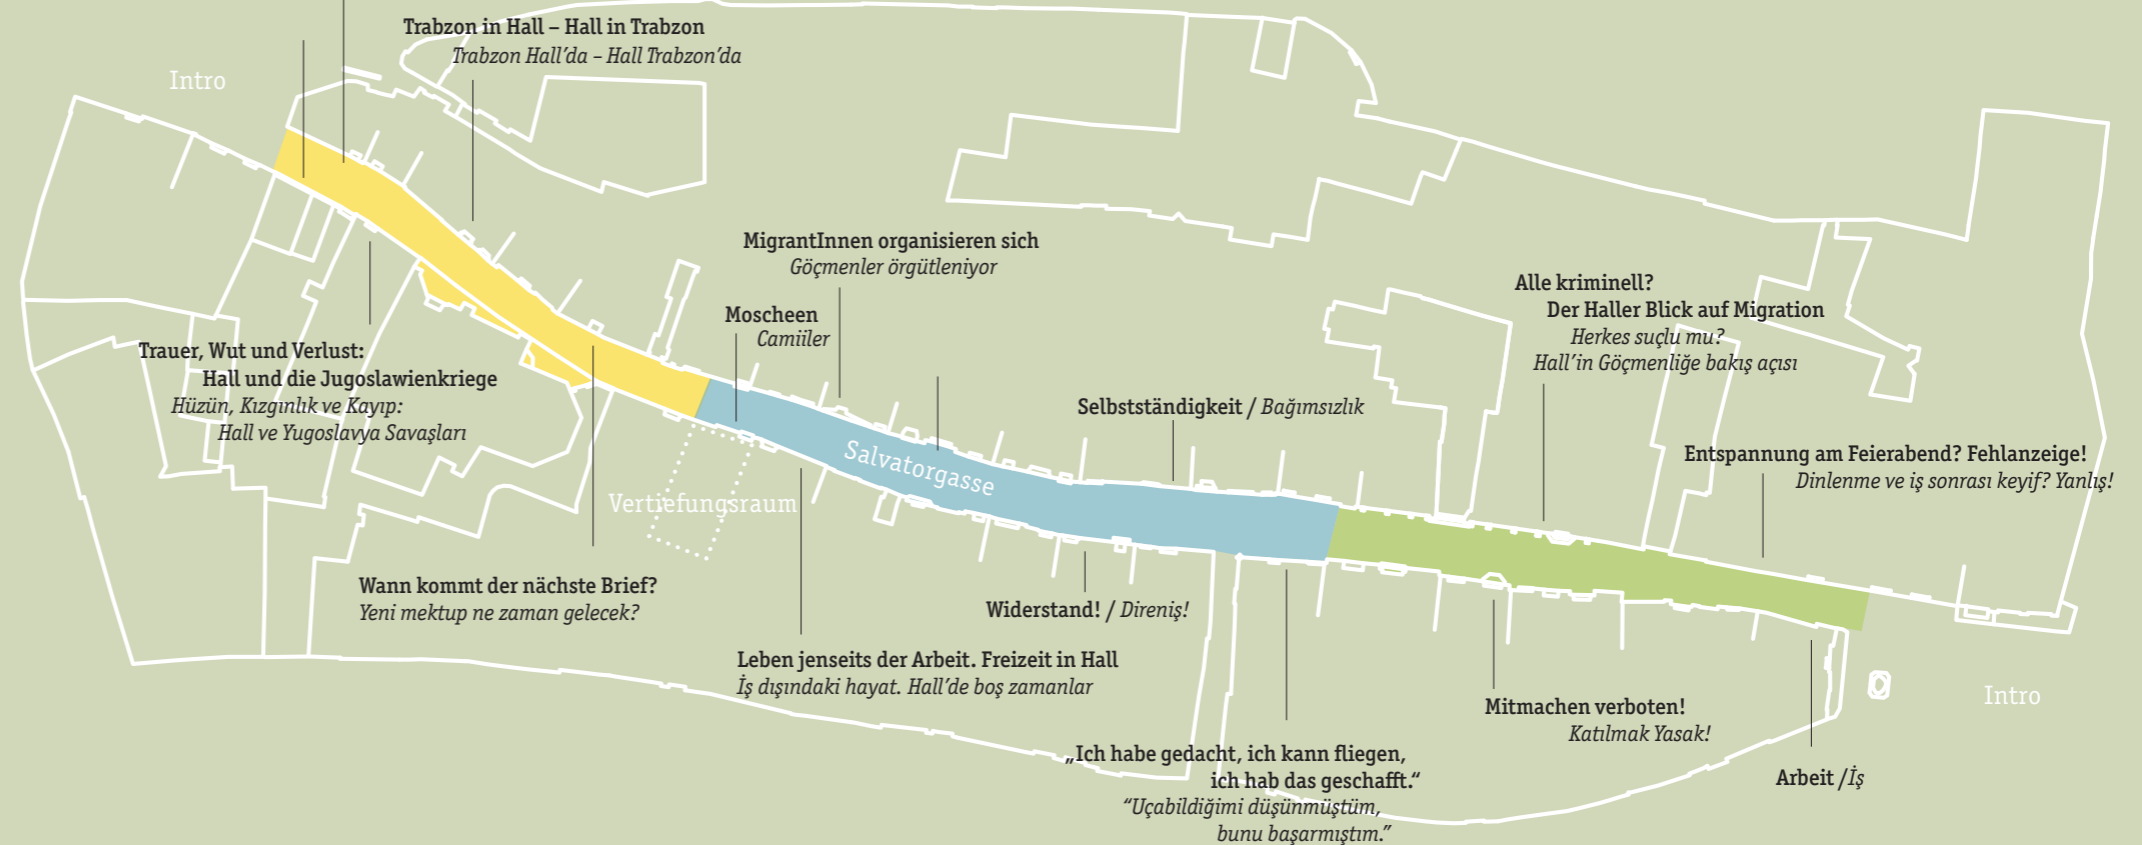 Trabzon in Hall – Hall in Trabzon
Trabzon Hall’da – Hall Trabzon’da
Intro
MigrantInnen organisieren sich
Göçmenler örgütleniyor
Moscheen
Camiiler
Alle kriminell?
Der Haller Blick auf Migration
Herkes suçlu mu?
Hall’in Göçmenliğe bakış açısı
Trauer, Wut und Verlust:
Hall und die Jugoslawienkriege
Hüzün, Kızgınlık ve Kayıp:
Hall ve Yugoslavya Savaşları
Selbstständigkeit / Bağımsızlık
Salvatorgasse
Entspannung am Feierabend? Fehlanzeige!
Dinlenme ve iş sonrası keyif? Yanlış!
Vertiefungsraum
Wann kommt der nächste Brief?
Yeni mektup ne zaman gelecek?
Widerstand! / Direniş!
Leben jenseits der Arbeit. Freizeit in Hall
İş dışındaki hayat. Hall’de boş zamanlar
Mitmachen verboten!
Katılmak Yasak!
Intro
„Ich habe gedacht, ich kann fliegen,
ich hab das geschafft.“
“Uçabildiğimi düşünmüştüm,
bunu başarmıştım.”
Arbeit /İş